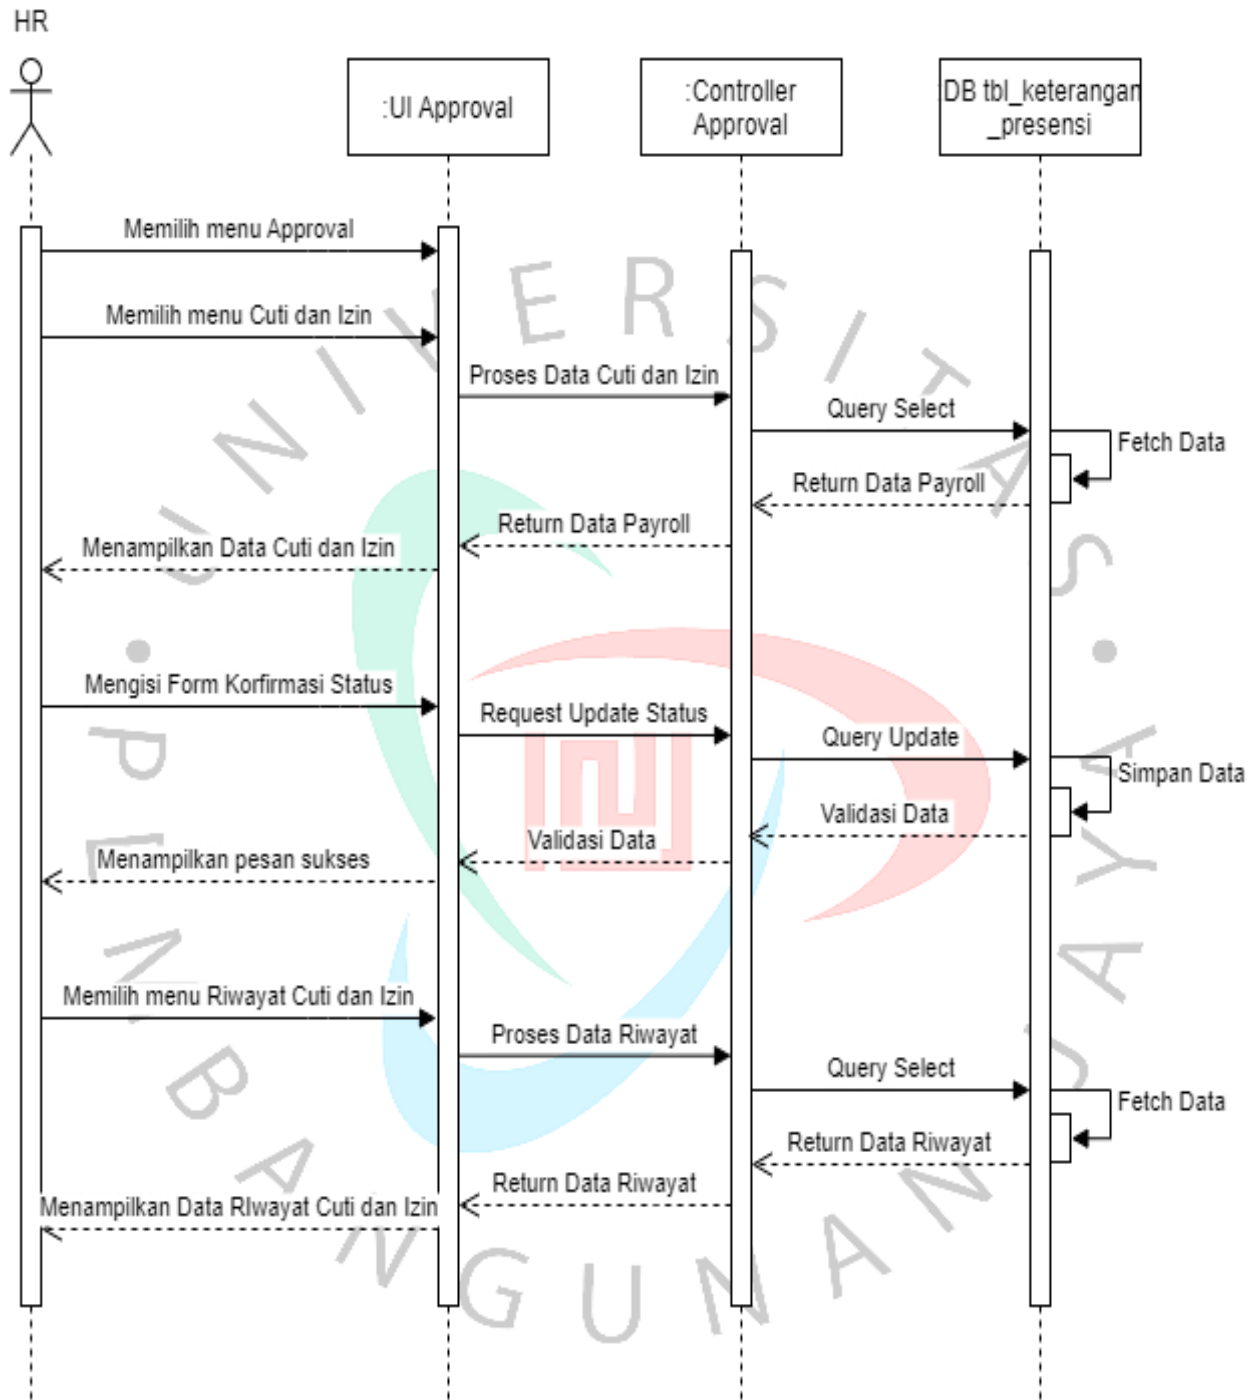 HR
:UI Approval
:Controller
Approval
:DB tbl_keterangan
_presensi
Memilih menu Approval
Memilih menu Cuti dan Izin
Proses Data Cuti dan Izin
Query Select
Fetch Data
Return Data Payroll
Return Data Payroll
Menampilkan Data Cuti dan Izin
Mengisi Form Korfirmasi Status
Request Update Status
Query Update
Simpan Data
Validasi Data
Validasi Data
Menampilkan pesan sukses
Memilih menu Riwayat Cuti dan Izin
Proses Data Riwayat
Query Select
Fetch Data
Return Data Riwayat
Return Data Riwayat
Menampilkan Data RIwayat Cuti dan Izin
UNIVERSITAS
PEMBANGUNAN JAYA